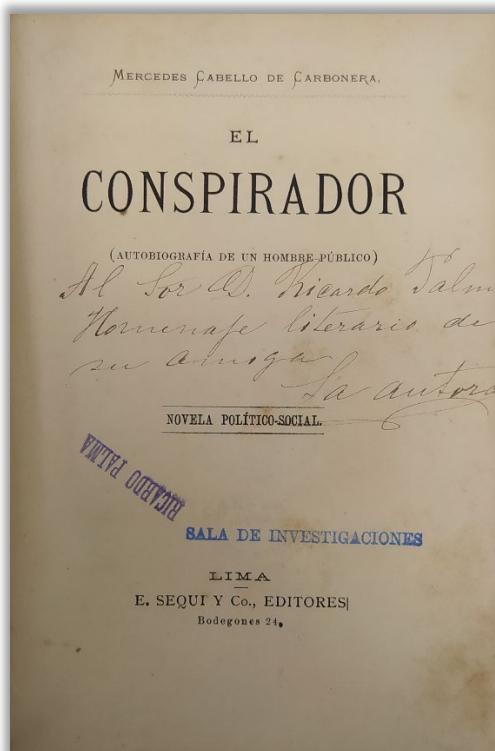 MERCEDES CABELLO DE CARBONERA.
EL
CONSPIRADOR
(AUTOBIOGRAFÍA DE UN HOMBRE PÚBLICO)
Al Sor D. Ricardo Palm
Homenaje literario de
su amiga
La autora
NOVELA POLÍTICO-SOCIAL.
RICARDO PALMA
SALA DE INVESTIGACIONES
LIMA
E. SEQUI Y Co., EDITORES
Bodegones 24.